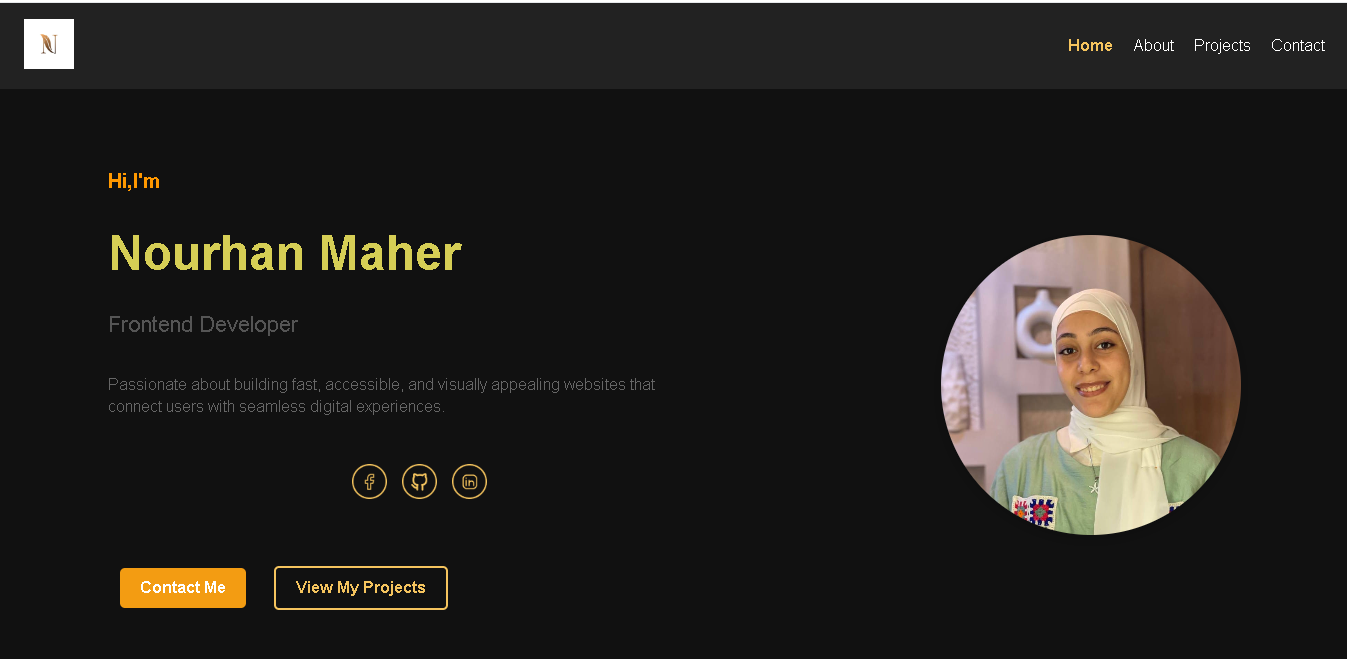 N
Home About Projects Contact
Hi,I'm
Nourhan Maher
Frontend Developer
Passionate about building fast, accessible, and visually appealing websites that
connect users with seamless digital experiences.
Contact Me View My Projects